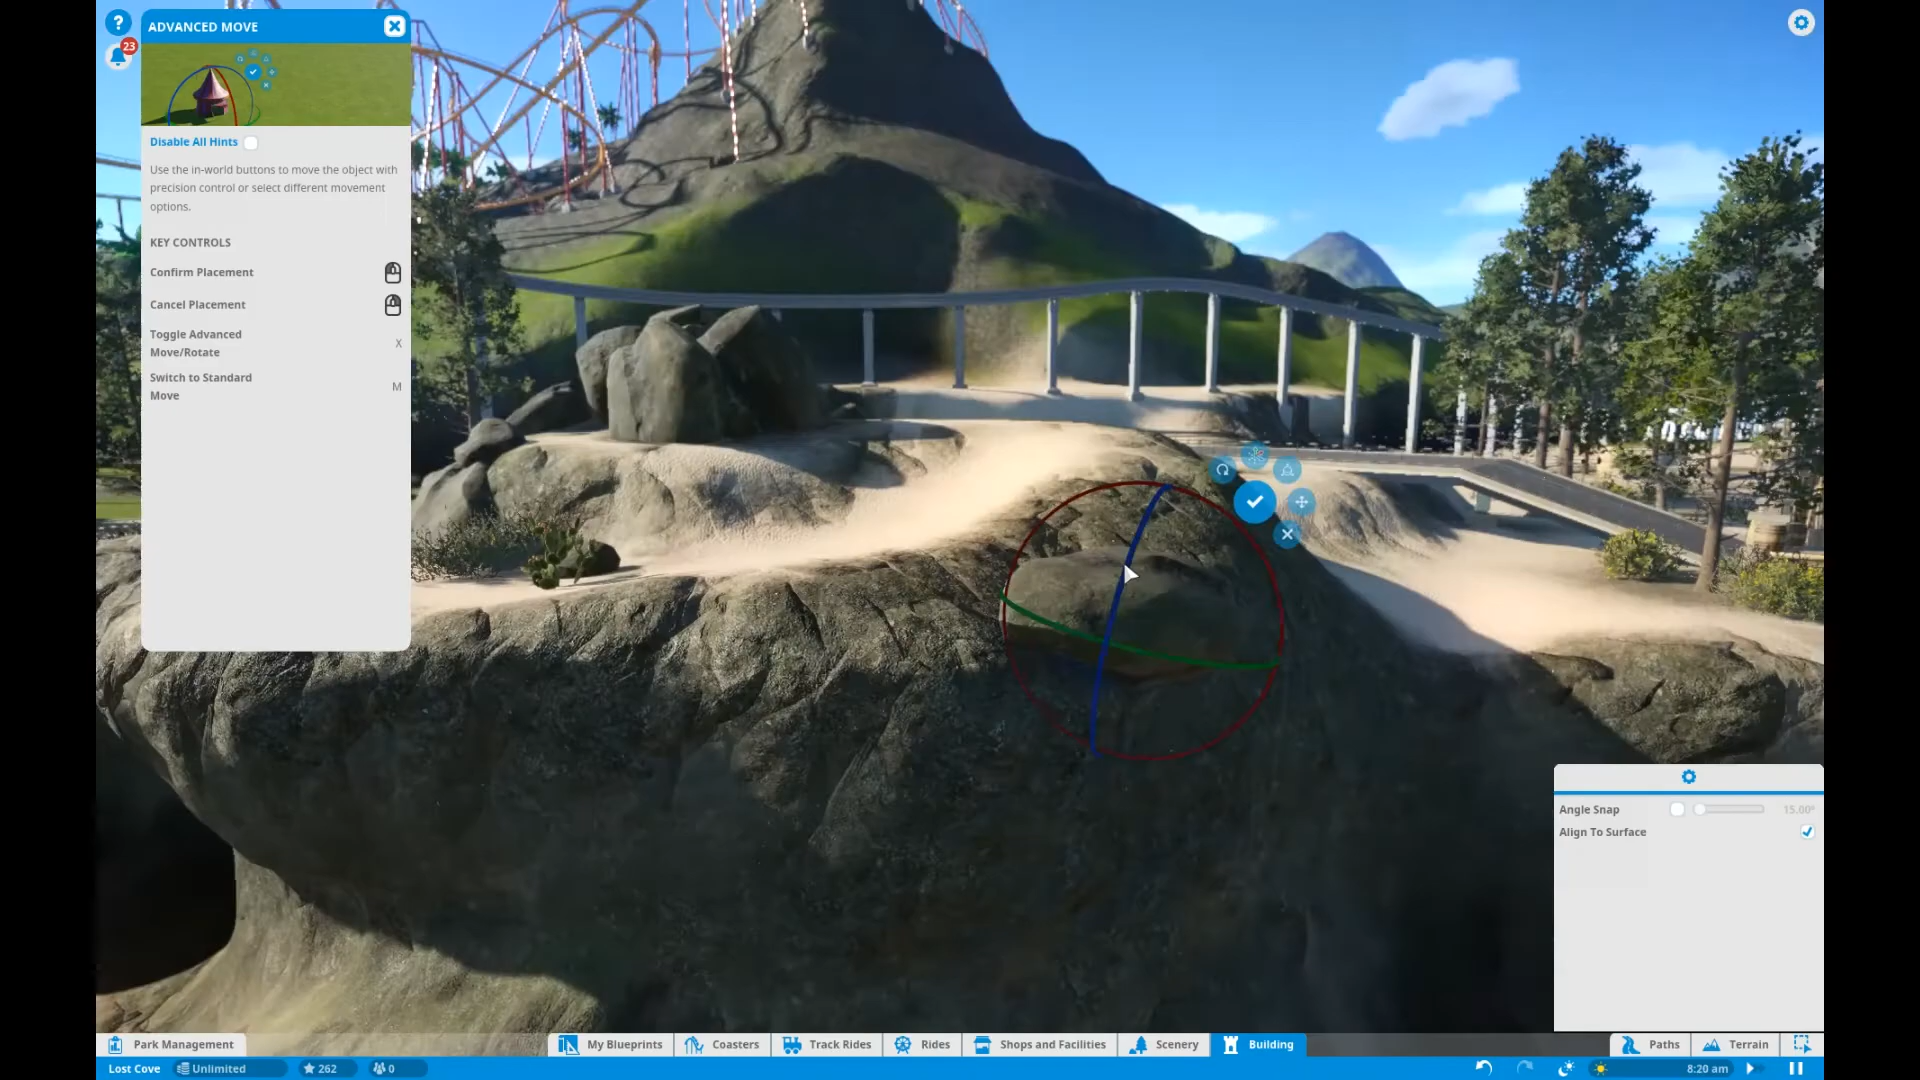 ?
23
ADVANCED MOVE
Disable All Hints
Use the in-world buttons to move the object with
precision control or select different movement
options.
KEY CONTROLS
Confirm Placement
Cancel Placement
Toggle Advanced
Move/Rotate X
Switch to Standard
Move M
Angle Snap 15.00°
Align To Surface
Park Management My Blueprints Coasters Track Rides Rides Shops and Facilities Scenery Building Paths Terrain
Lost Cove Unlimited 262 0 8:20 am